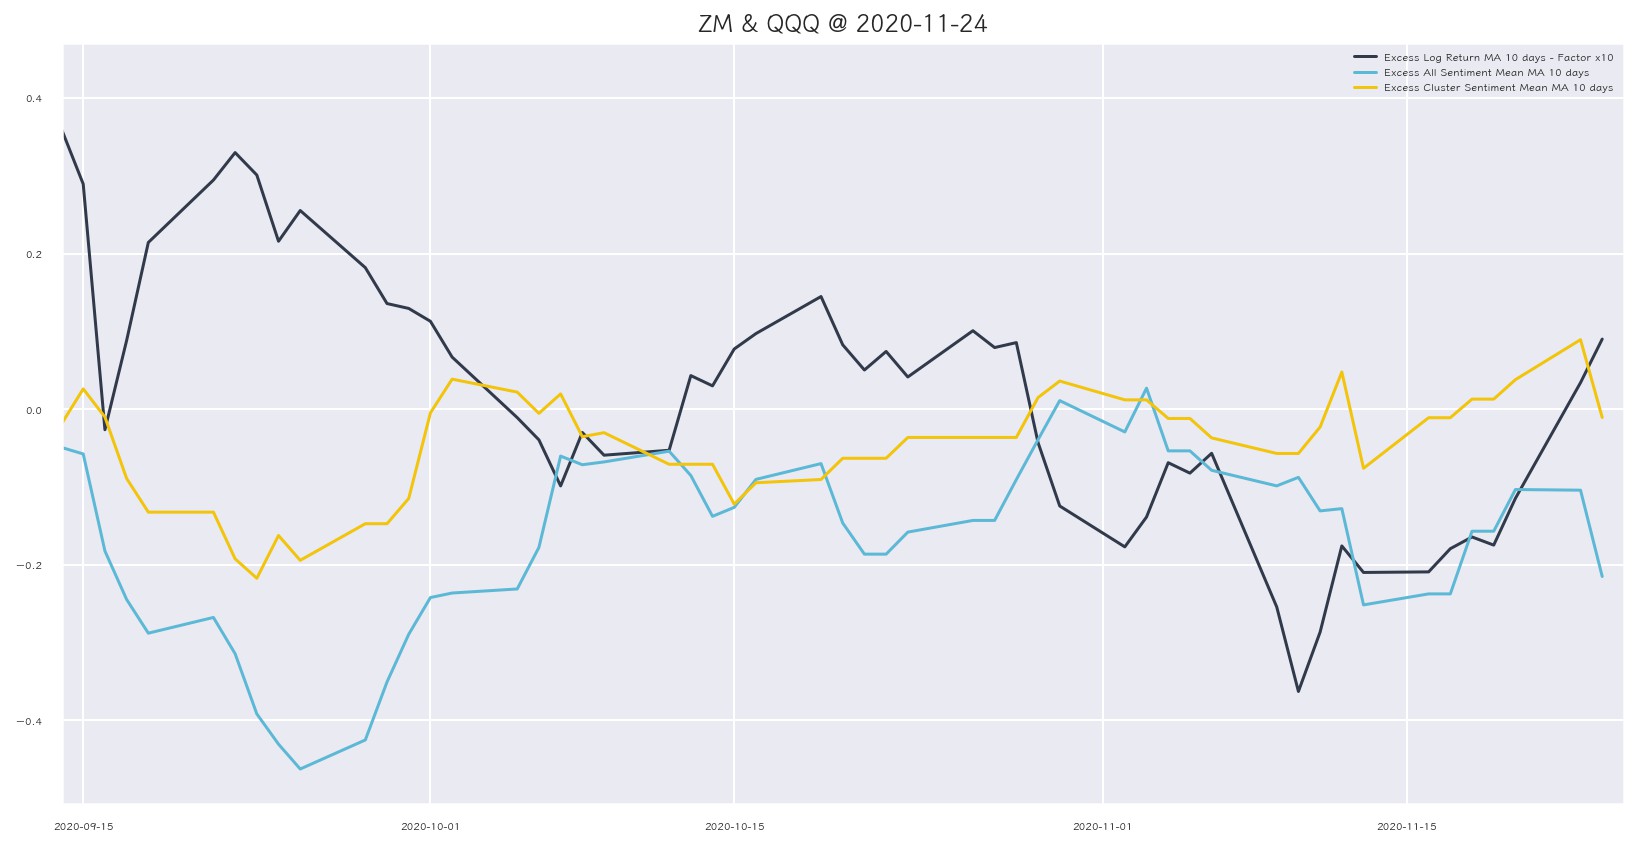 ZM & QQQ @ 2020-11-24
Excess Log Return MA 10 days - Factor x10
Excess All Sentiment Mean MA 10 days
Excess Cluster Sentiment Mean MA 10 days
0.4
0.2
0.0
−0.2
−0.4
2020-09-15
2020-10-01
2020-10-15
2020-11-01
2020-11-15